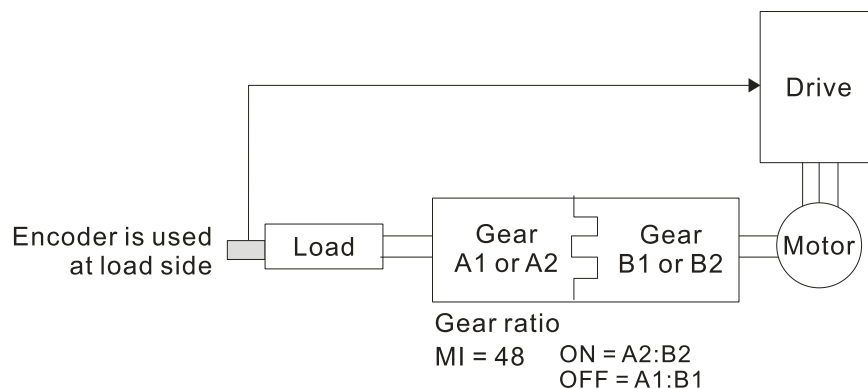 Drive
Encoder is used
at load side
Load
Gear
A1 or A2
Gear
B1 or B2
Motor
Gear ratio
MI = 48
ON = A2:B2
OFF = A1:B1